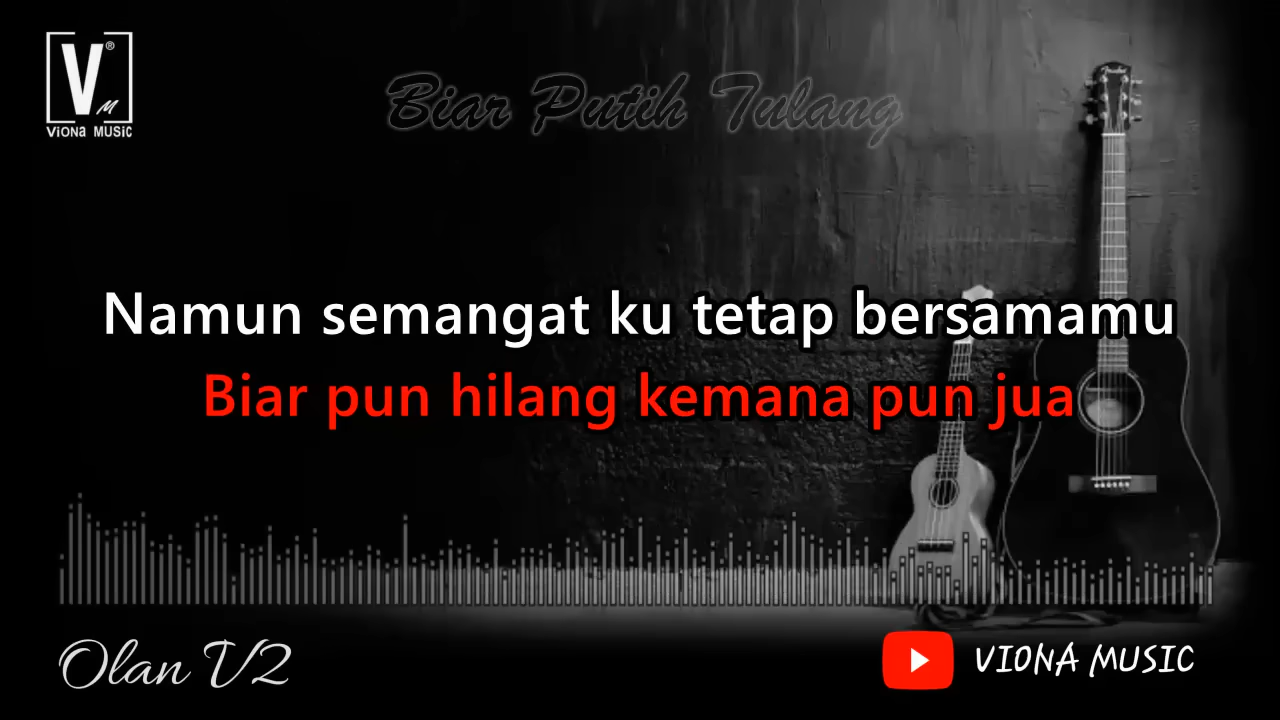 V®
M
ViONa MUSiC
Biar Putih Tulang
Fender
Namun semangat ku tetap bersamamu
Biar pun hilang kemana pun jua
Olan V2
VIONA MUSIC